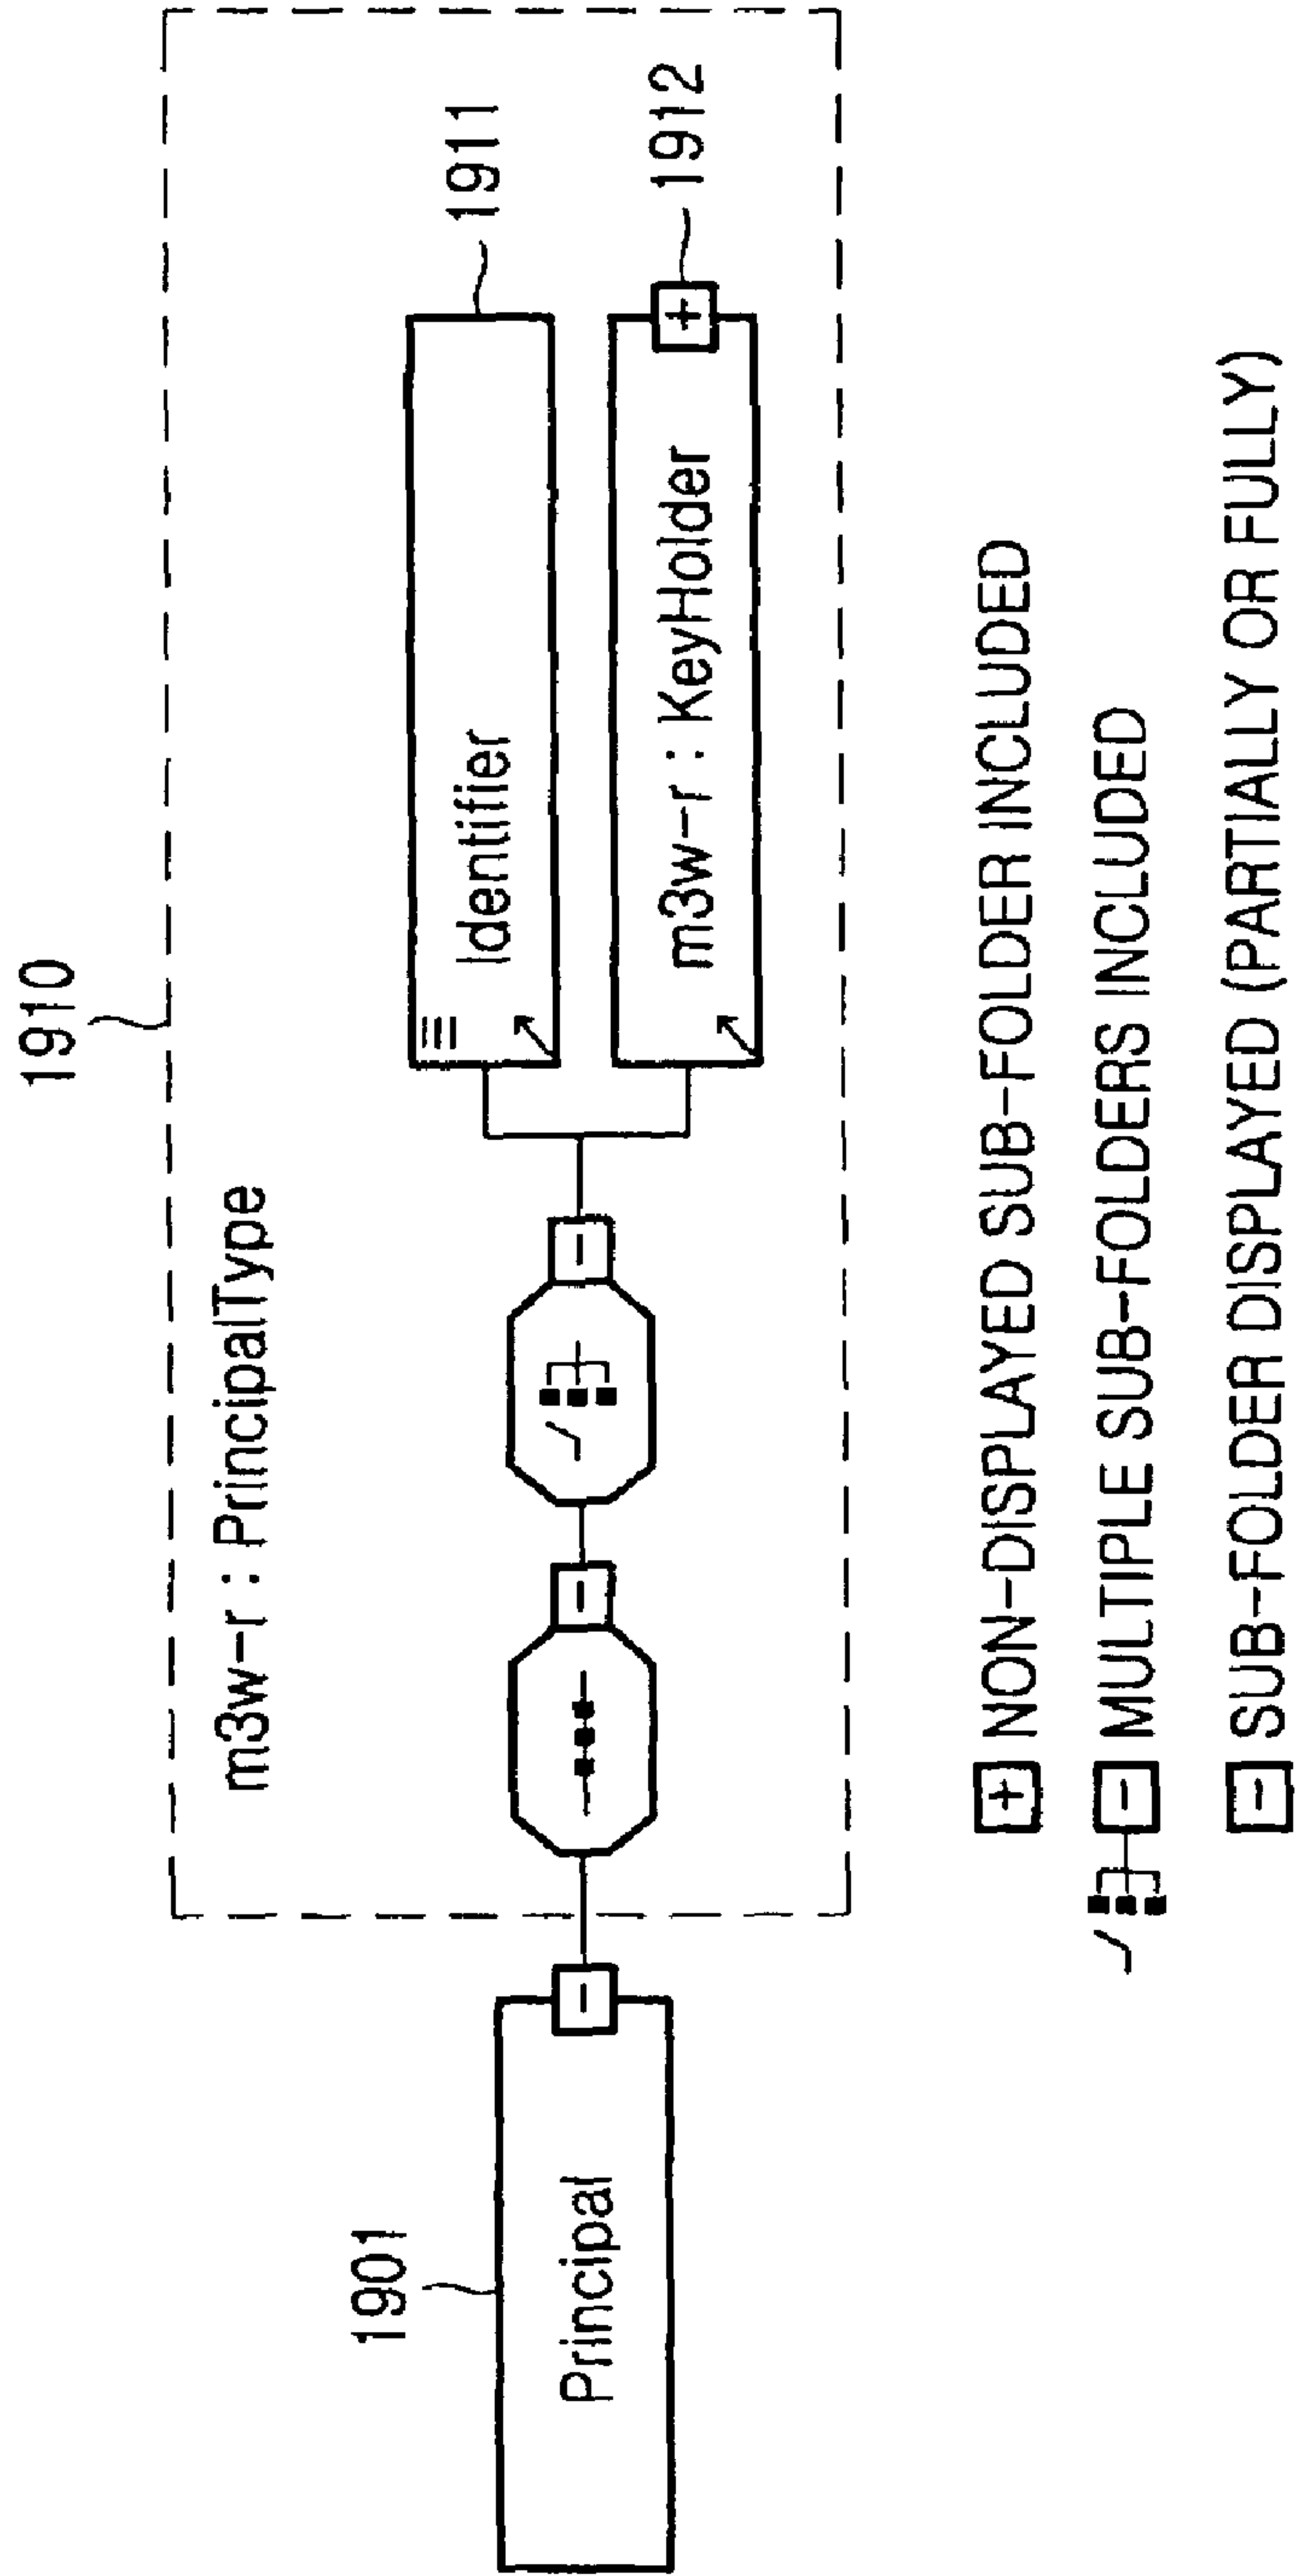 1910
m3w-r : PrincipalType
1901
Principal
Identifier
1911
m3w-r : KeyHolder
1912
+ NON-DISPLAYED SUB-FOLDER INCLUDED
- MULTIPLE SUB-FOLDERS INCLUDED
- SUB-FOLDER DISPLAYED (PARTIALLY OR FULLY)